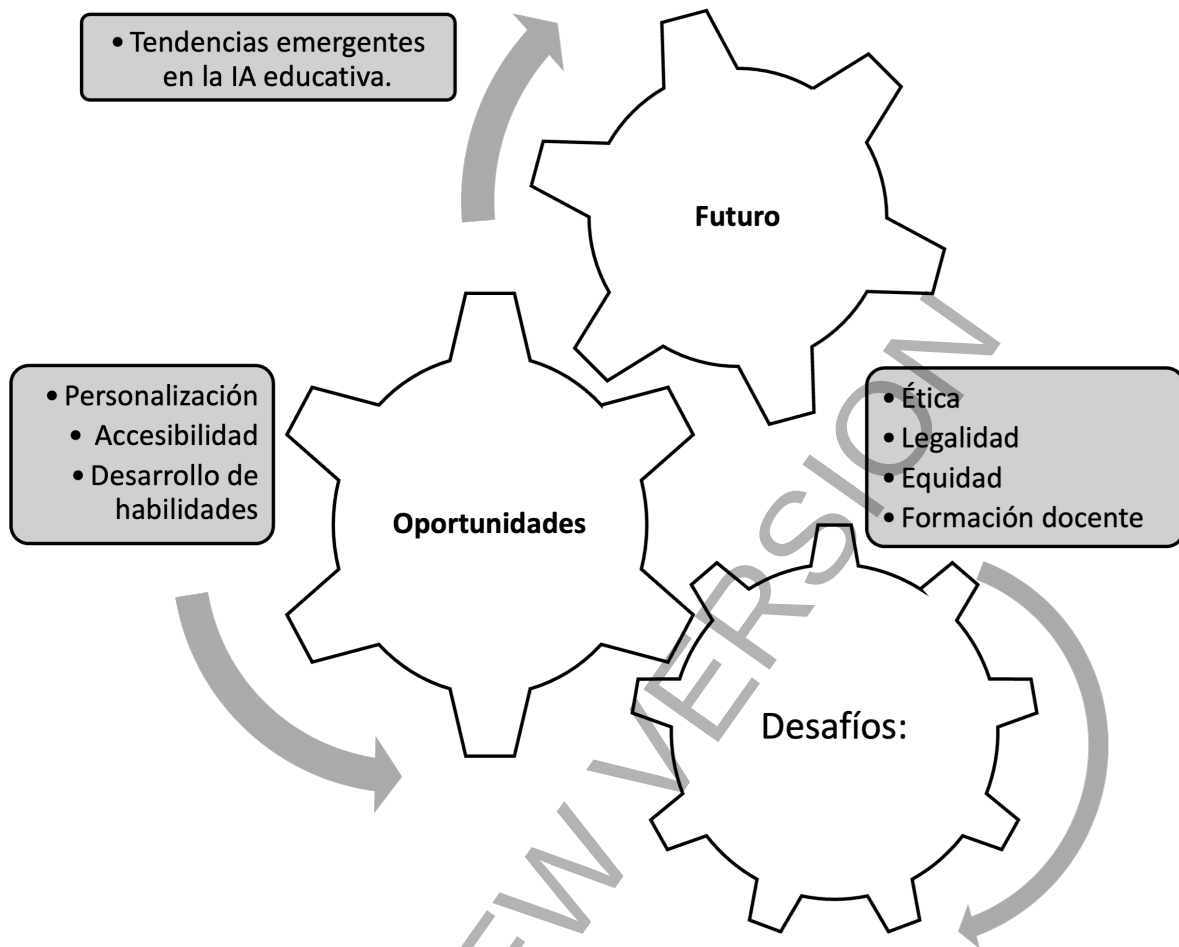 • Tendencias emergentes
en la IA educativa.
Futuro
• Personalización
• Accesibilidad
• Desarrollo de
habilidades
Oportunidades
• Ética
• Legalidad
• Equidad
• Formación docente
Desafíos:
EW VERSION